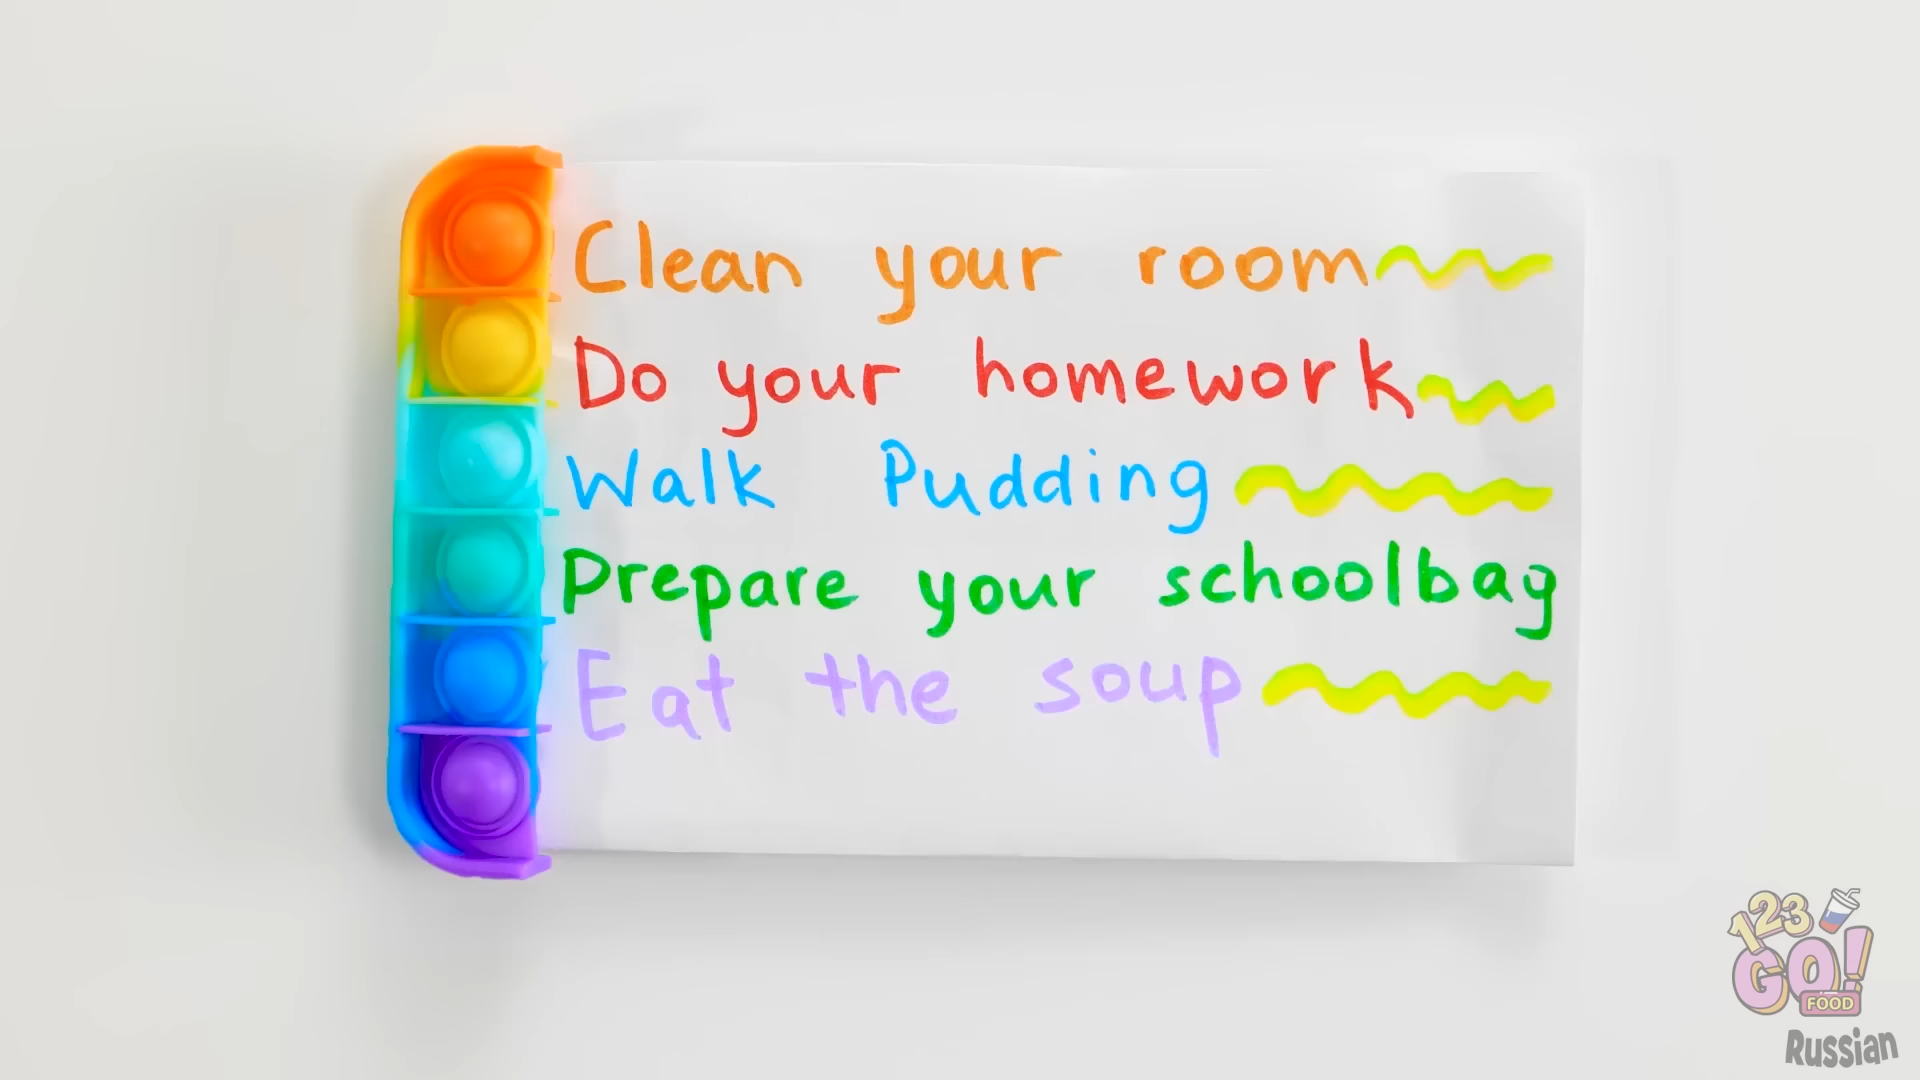 Clean your room
Do your homework
Walk Pudding
Prepare your schoolbag
Eat the soup
123
GO!
FOOD
Russian